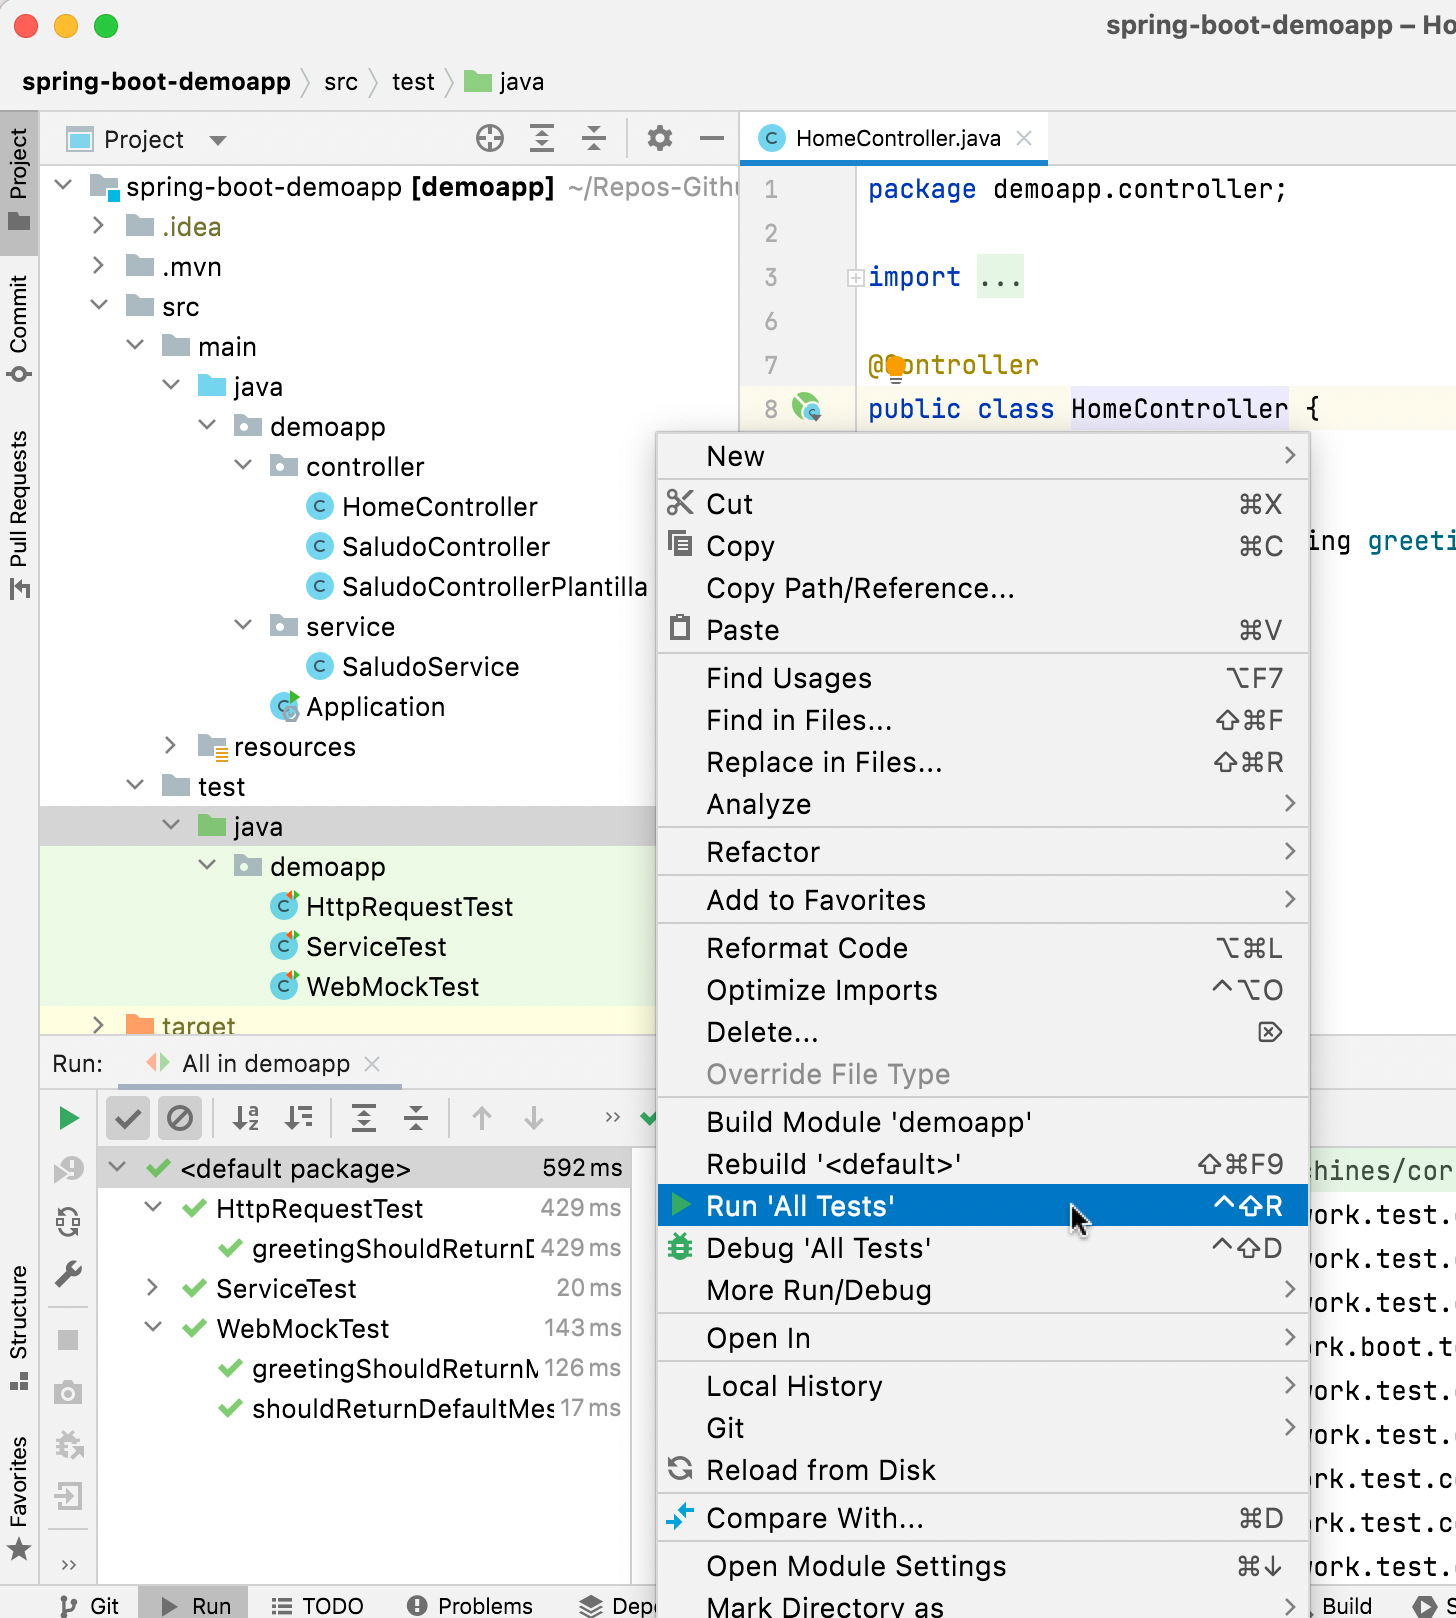 spring-boot-demoapp – Ho
spring-boot-demoapp src test java
Project
HomeController.java
Project
Commit
Pull Requests
Structure
Favorites
spring-boot-demoapp [demoapp] ~/Repos-Githu
.idea
.mvn
src
main
java
demoapp
controller
HomeController
SaludoController
SaludoControllerPlantilla
service
SaludoService
Application
resources
test
java
demoapp
HttpRequestTest
ServiceTest
WebMockTest
target
1 package demoapp.controller;
2
3 import ...
6
7 @Controller
8 public class HomeController {
ing greeti
New
Cut ⌘X
Copy ⌘C
Copy Path/Reference...
Paste ⌘V
Find Usages ⌥F7
Find in Files... ⇧⌘F
Replace in Files... ⇧⌘R
Analyze
Refactor
Add to Favorites
Reformat Code ⌥⌘L
Optimize Imports ^⌥O
Delete... ⌦
Override File Type
Build Module 'demoapp'
Rebuild '<default>' ⇧⌘F9
Run 'All Tests' ^⇧R
Debug 'All Tests' ^⇧D
More Run/Debug
Open In
Local History
Git
Reload from Disk
Compare With... ⌘D
Open Module Settings ⌘↓
Mark Directory as
Run: All in demoapp
<default package> 592 ms
HttpRequestTest 429 ms
greetingShouldReturnD 429 ms
ServiceTest 20 ms
WebMockTest 143 ms
greetingShouldReturnM 126 ms
shouldReturnDefaultMes 17 ms
hines/cor
ork.test.
ork.test.
ork.test.
rk.boot.t
ork.test.
ork.test.
rk.test.c
rk.test.c
ork.test.
Git Run TODO Problems Depe Build S